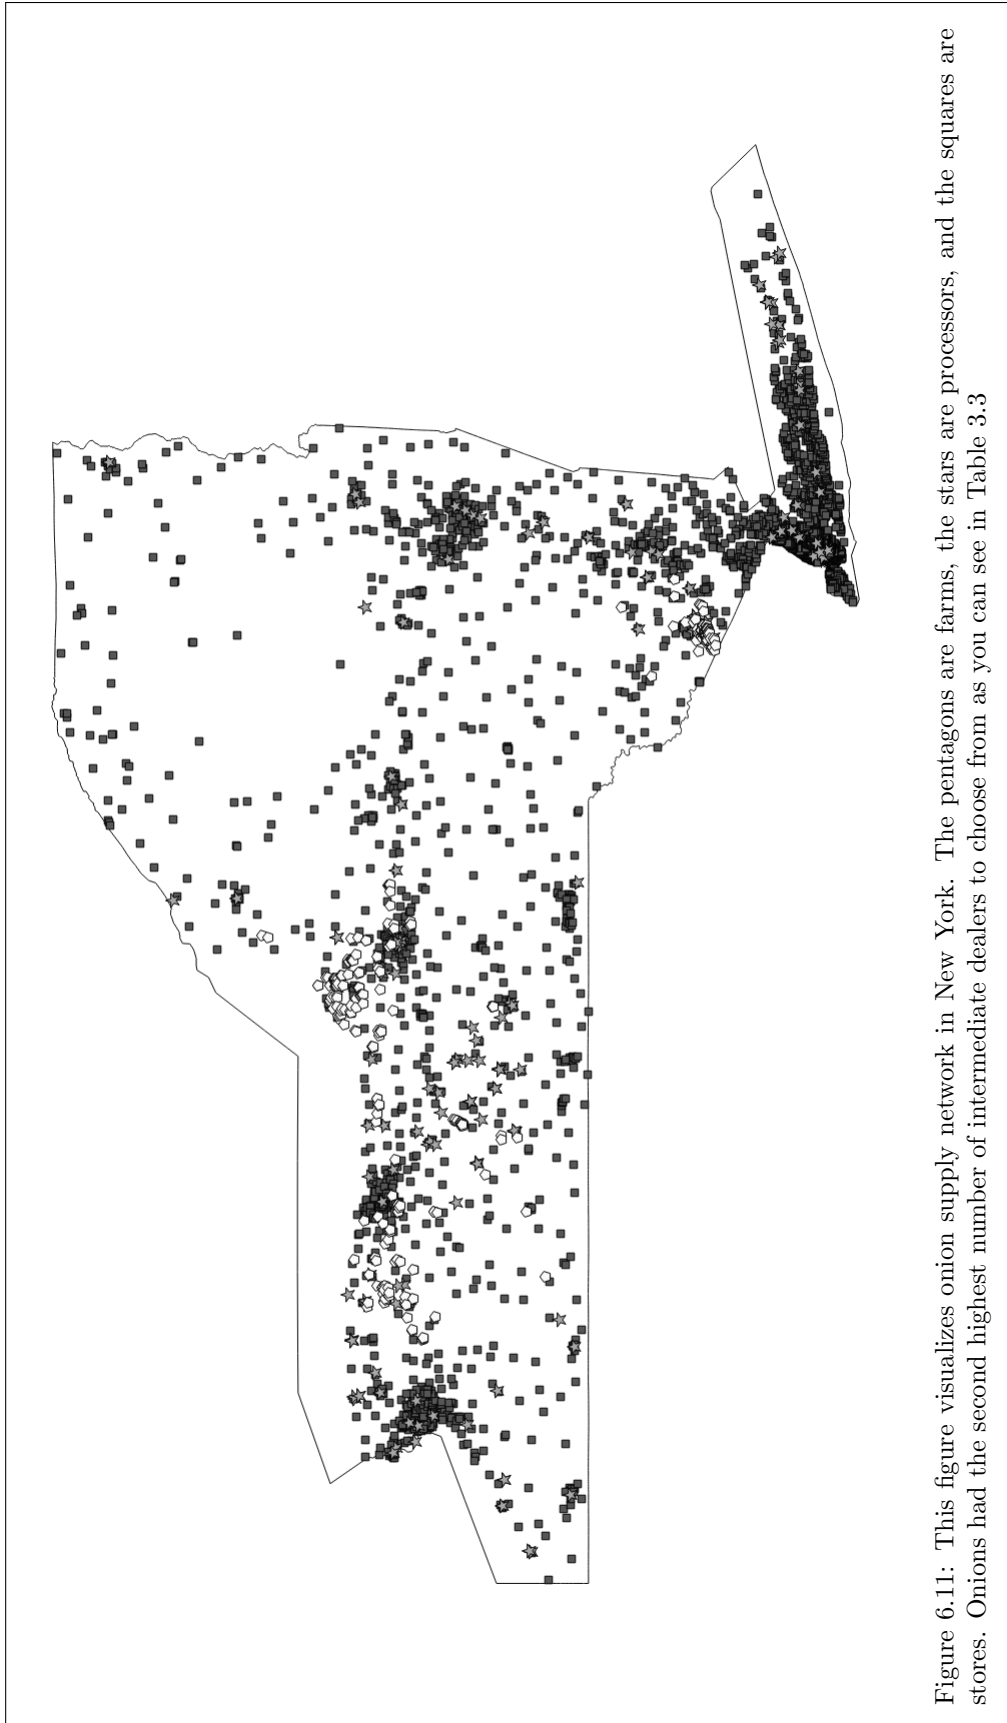 Figure 6.11: This figure visualizes onion supply network in New York. The pentagons are farms, the stars are processors, and the squares are
stores. Onions had the second highest number of intermediate dealers to choose from as you can see in Table 3.3